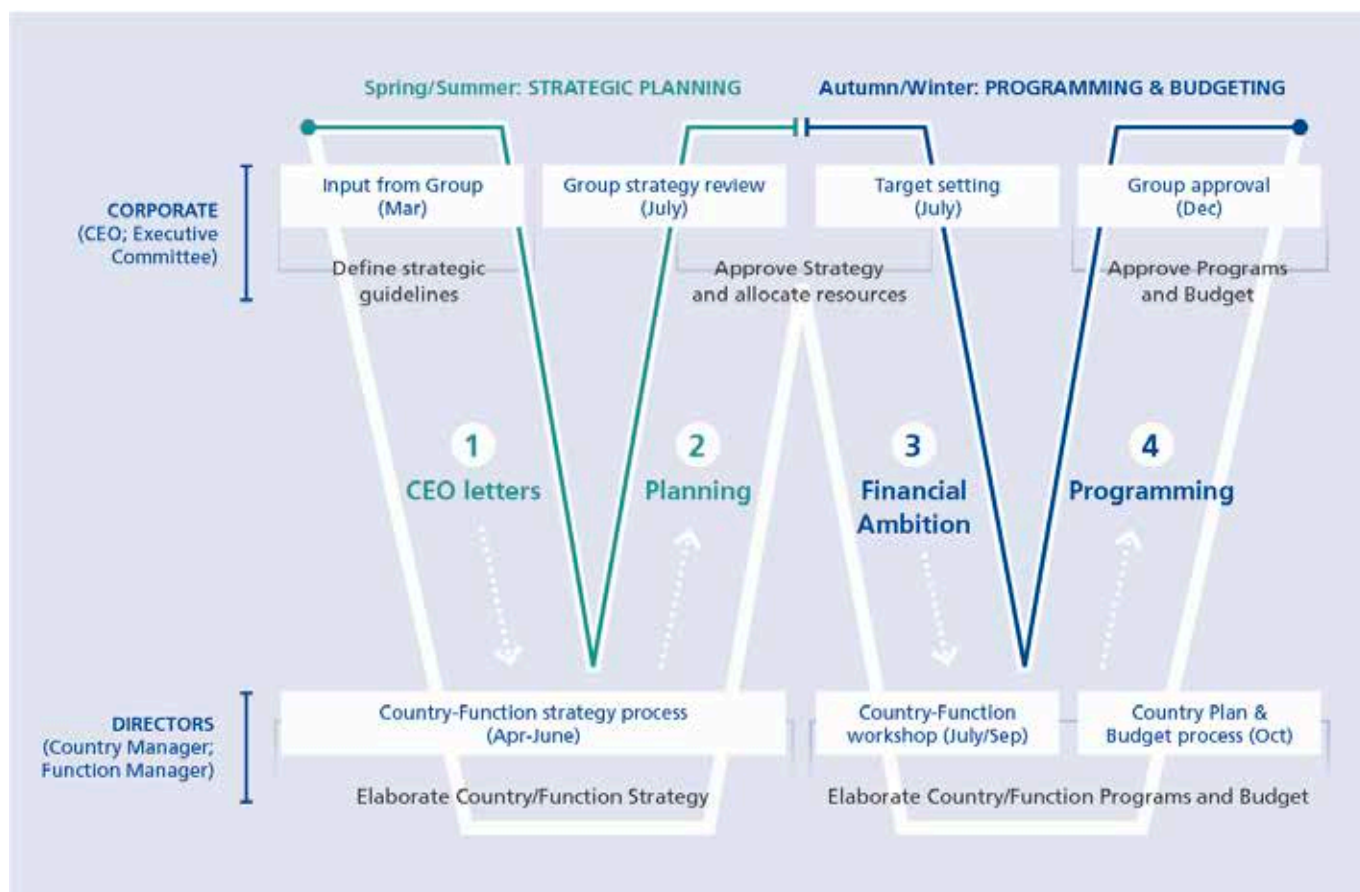 Spring/Summer: STRATEGIC PLANNING
Autumn/Winter: PROGRAMMING & BUDGETING
CORPORATE
(CEO; Executive
Committee)
Input from Group
(Mar)
Group strategy review
(July)
Target setting
(July)
Group approval
(Dec)
Define strategic
guidelines
Approve Strategy
and allocate resources
Approve Programs
and Budget
1
CEO letters
2
Planning
3
Financial
Ambition
4
Programming
DIRECTORS
(Country Manager;
Function Manager)
Country-Function strategy process
(Apr-June)
Country-Function
workshop (July/Sep)
Country Plan &
Budget process (Oct)
Elaborate Country/Function Strategy
Elaborate Country/Function Programs and Budget